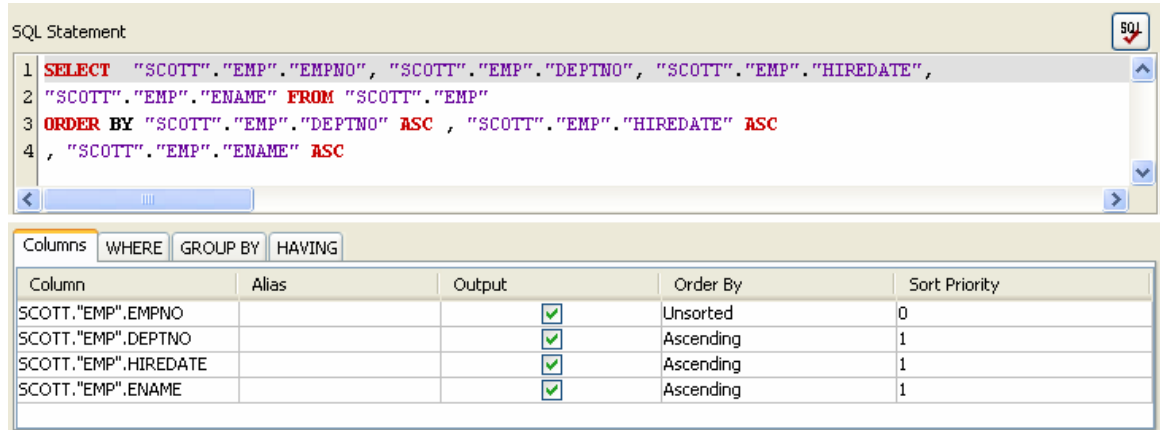 SQL Statement
SQL
1 SELECT "SCOTT"."EMP"."EMPNO", "SCOTT"."EMP"."DEPTNO", "SCOTT"."EMP"."HIREDATE",
2 "SCOTT"."EMP"."ENAME" FROM "SCOTT"."EMP"
3 ORDER BY "SCOTT"."EMP"."DEPTNO" ASC , "SCOTT"."EMP"."HIREDATE" ASC
4 , "SCOTT"."EMP"."ENAME" ASC
Columns WHERE GROUP BY HAVING
Column Alias Output Order By Sort Priority
SCOTT."EMP".EMPNO Unsorted 0
SCOTT."EMP".DEPTNO Ascending 1
SCOTT."EMP".HIREDATE Ascending 1
SCOTT."EMP".ENAME Ascending 1